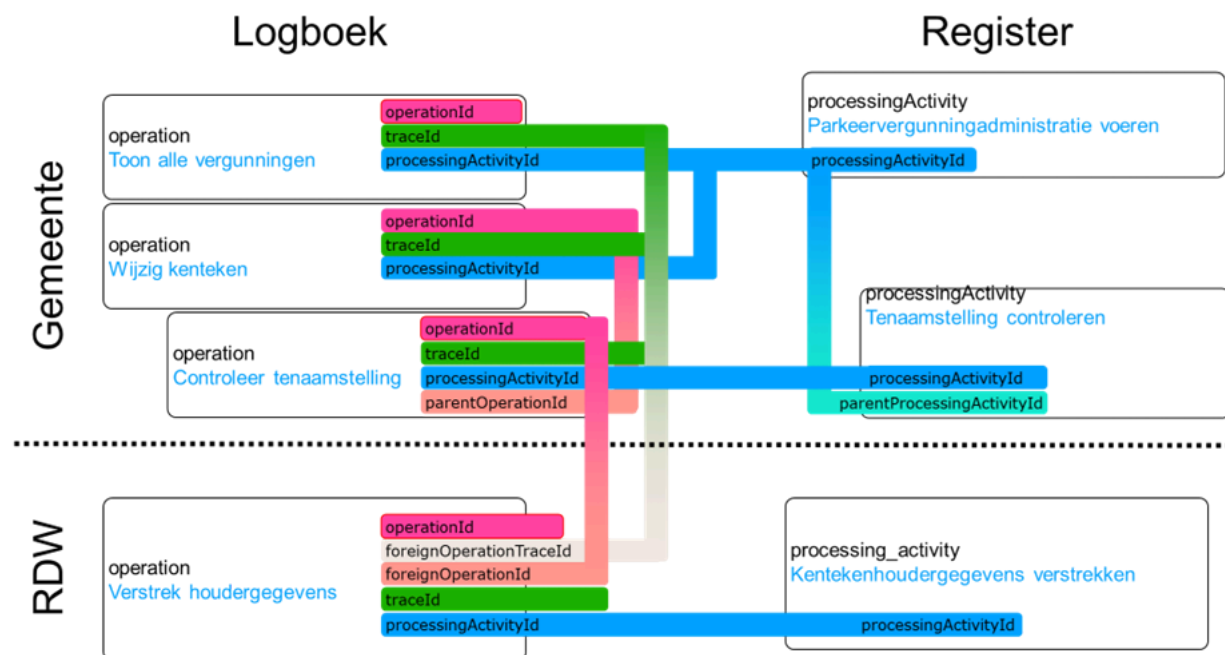 Logboek
Register
Gemeente
operation
Toon alle vergunningen
operationId
traceId
processingActivityId
processingActivity
Parkeervergunningadministratie voeren
processingActivityId
operation
Wijzig kenteken
operationId
traceId
processingActivityId
operation
Controleer tenaamstelling
operationId
traceId
processingActivityId
parentOperationId
processingActivity
Tenaamstelling controleren
processingActivityId
parentProcessingActivityId
RDW
operation
Verstrek houdergegevens
operationId
foreignOperationTraceId
foreignOperationId
traceId
processingActivityId
processing_activity
Kentekenhoudergegevens verstrekken
processingActivityId